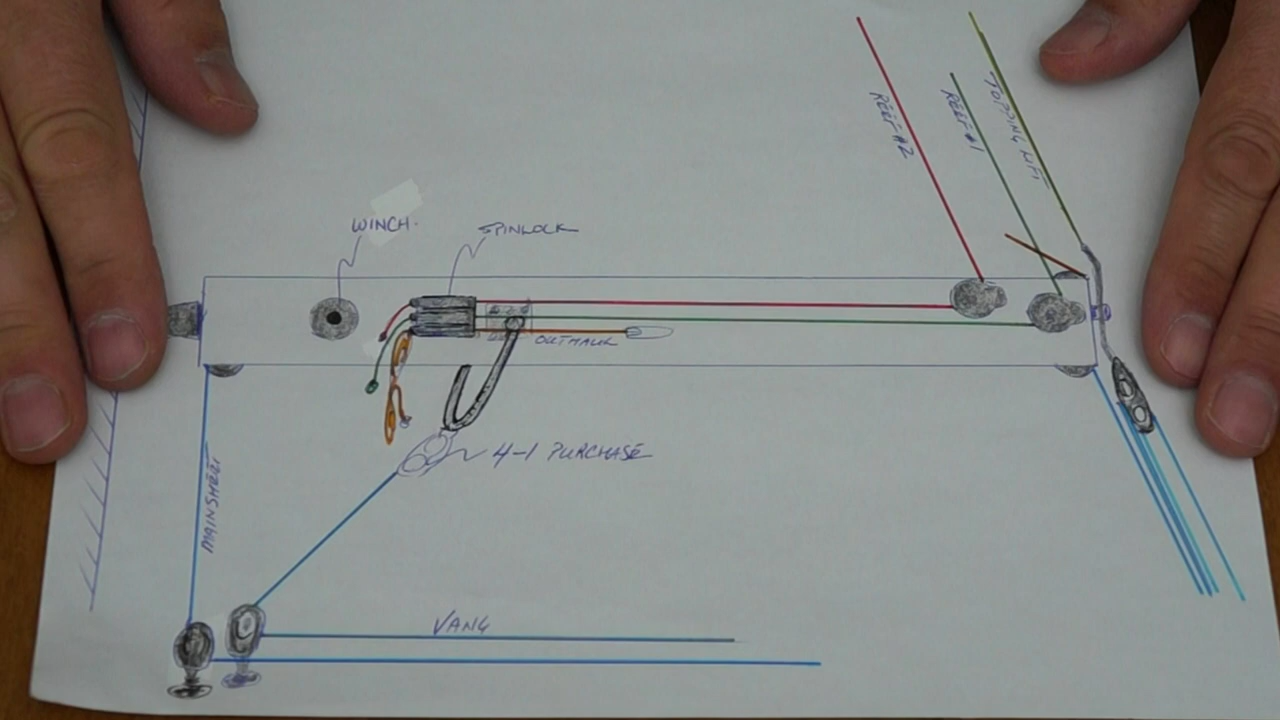 REEF #2
REEF #1
TOPPING LIFT
WINCH.
SPINLOCK
OUTHAUL
4-1 PURCHASE
MAINSHEET
VANG